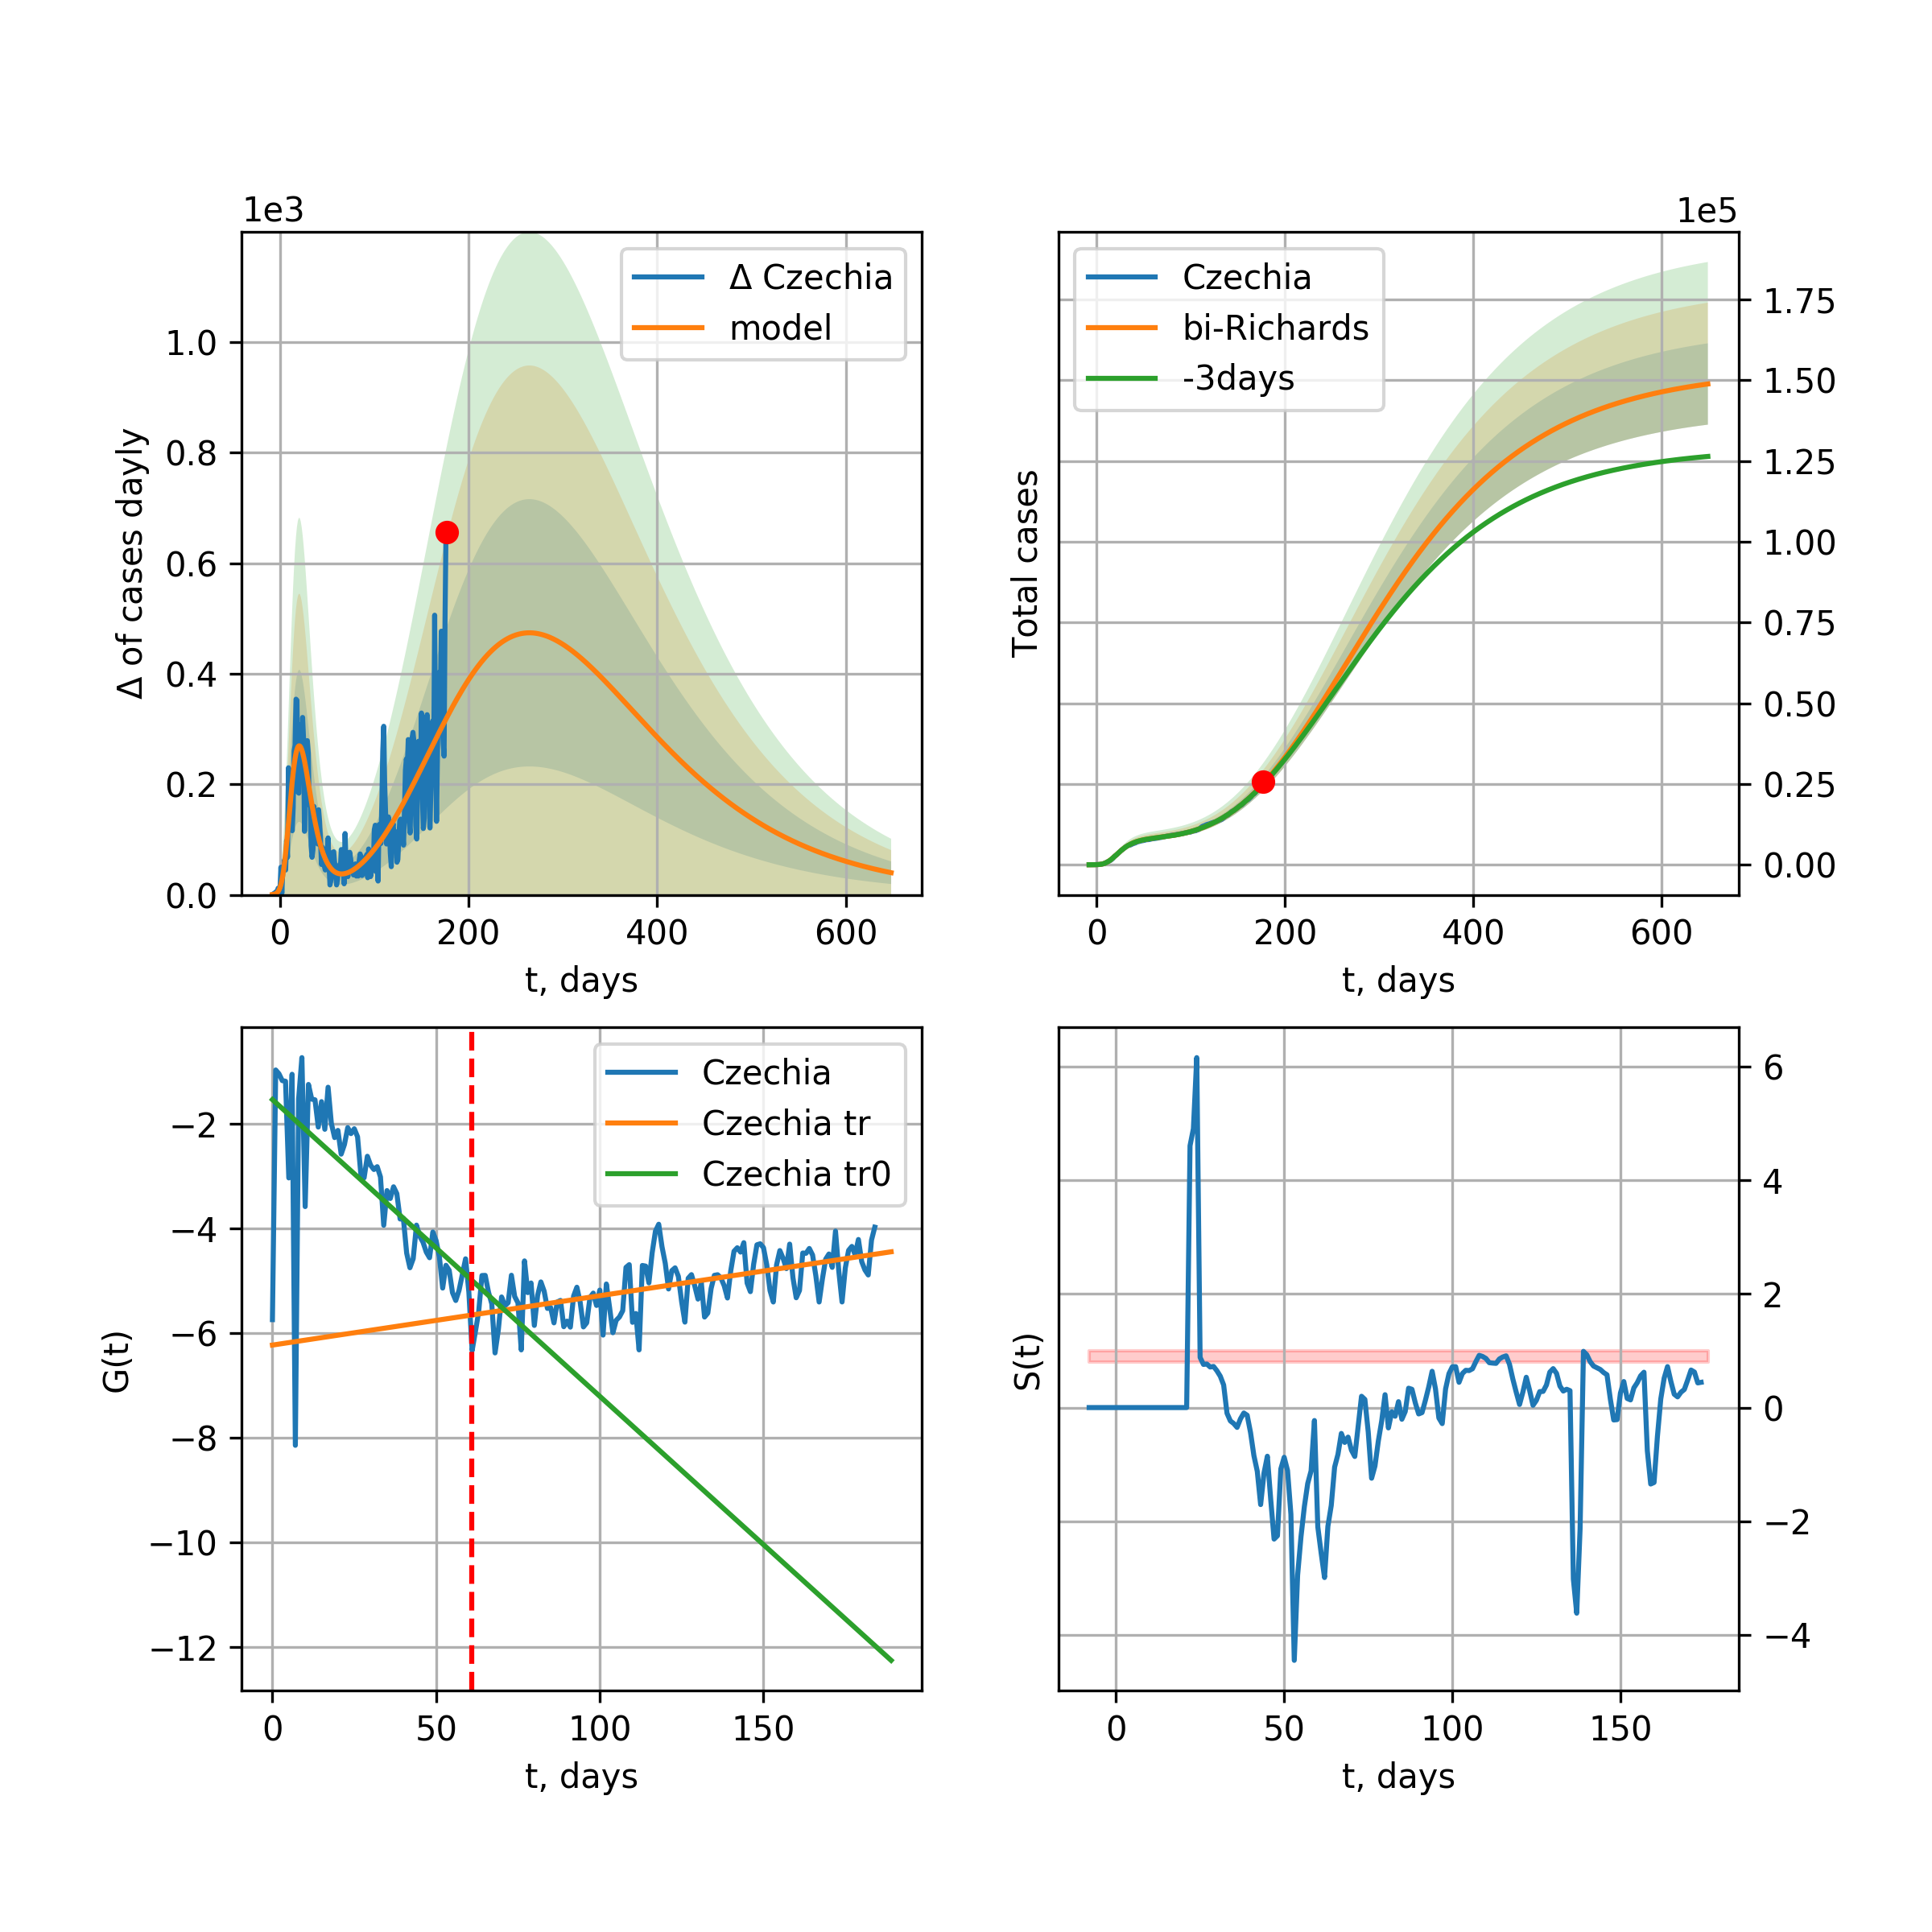 1e3
Δ Czechia
model
1.0
0.8
0.6
0.4
0.2
0.0
Δ of cases dayly
0 200 400 600
t, days
1e5
Czechia
bi-Richards
-3days
1.75
1.50
1.25
1.00
0.75
0.50
0.25
0.00
Total cases
0 200 400 600
t, days
Czechia
Czechia tr
Czechia tr0
−2
−4
−6
−8
−10
−12
G(t)
0 50 100 150
t, days
6
4
2
0
−2
−4
S(t)
0 50 100 150
t, days